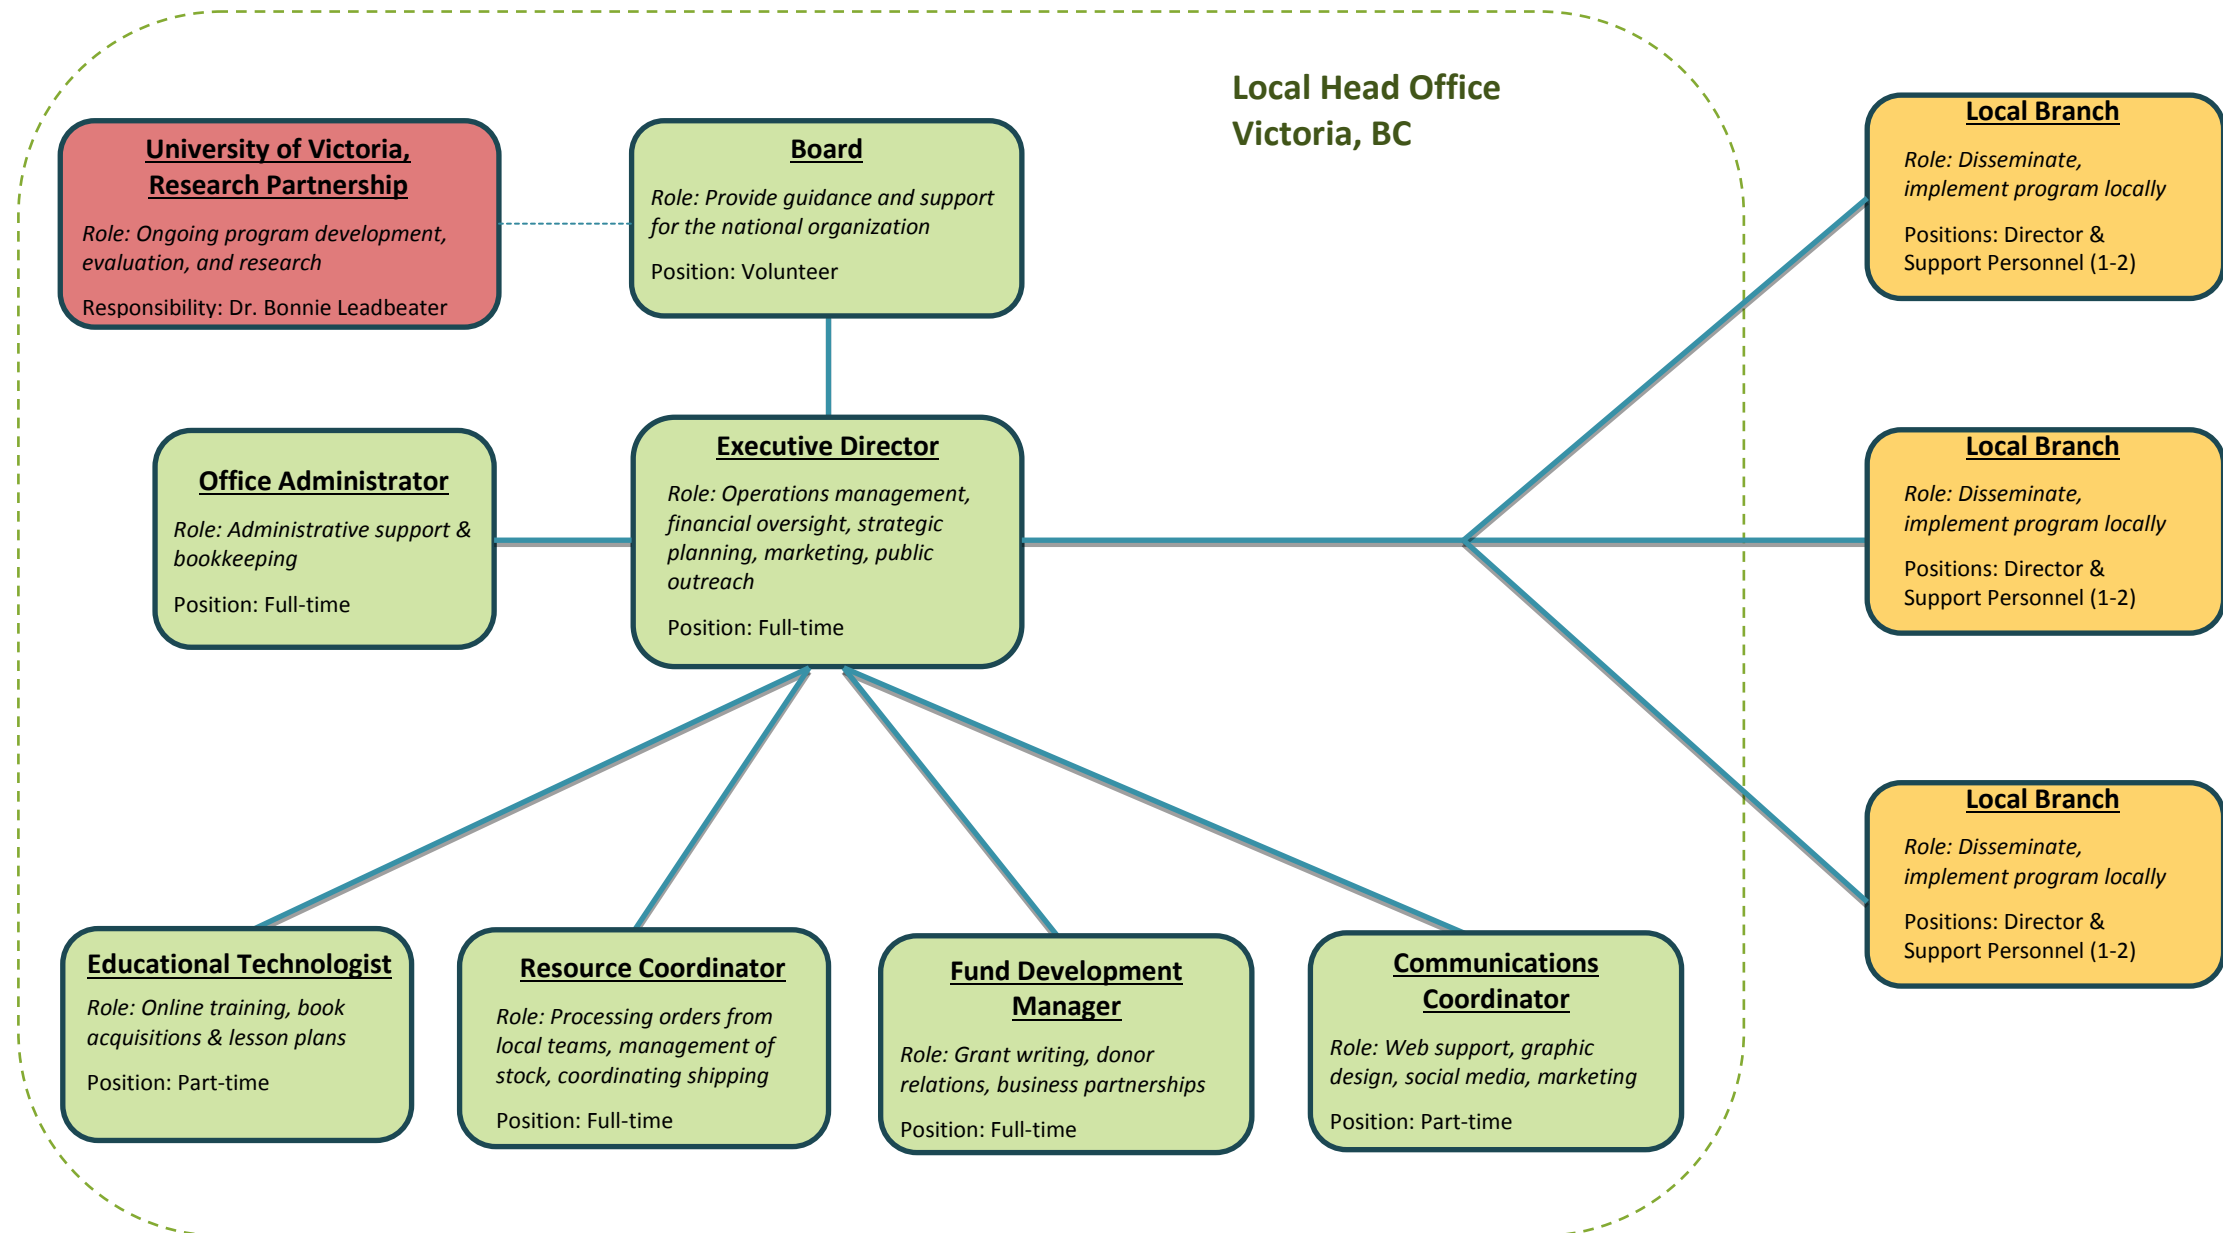 Local Head Office
Victoria, BC
University of Victoria,
Research Partnership
Role: Ongoing program development,
evaluation, and research
Responsibility: Dr. Bonnie Leadbeater
Board
Role: Provide guidance and support
for the national organization
Position: Volunteer
Local Branch
Role: Disseminate,
implement program locally
Positions: Director &
Support Personnel (1-2)
Office Administrator
Role: Administrative support &
bookkeeping
Position: Full-time
Executive Director
Role: Operations management,
financial oversight, strategic
planning, marketing, public
outreach
Position: Full-time
Local Branch
Role: Disseminate,
implement program locally
Positions: Director &
Support Personnel (1-2)
Local Branch
Role: Disseminate,
implement program locally
Positions: Director &
Support Personnel (1-2)
Educational Technologist
Role: Online training, book
acquisitions & lesson plans
Position: Part-time
Resource Coordinator
Role: Processing orders from
local teams, management of
stock, coordinating shipping
Position: Full-time
Fund Development
Manager
Role: Grant writing, donor
relations, business partnerships
Position: Full-time
Communications
Coordinator
Role: Web support, graphic
design, social media, marketing
Position: Part-time